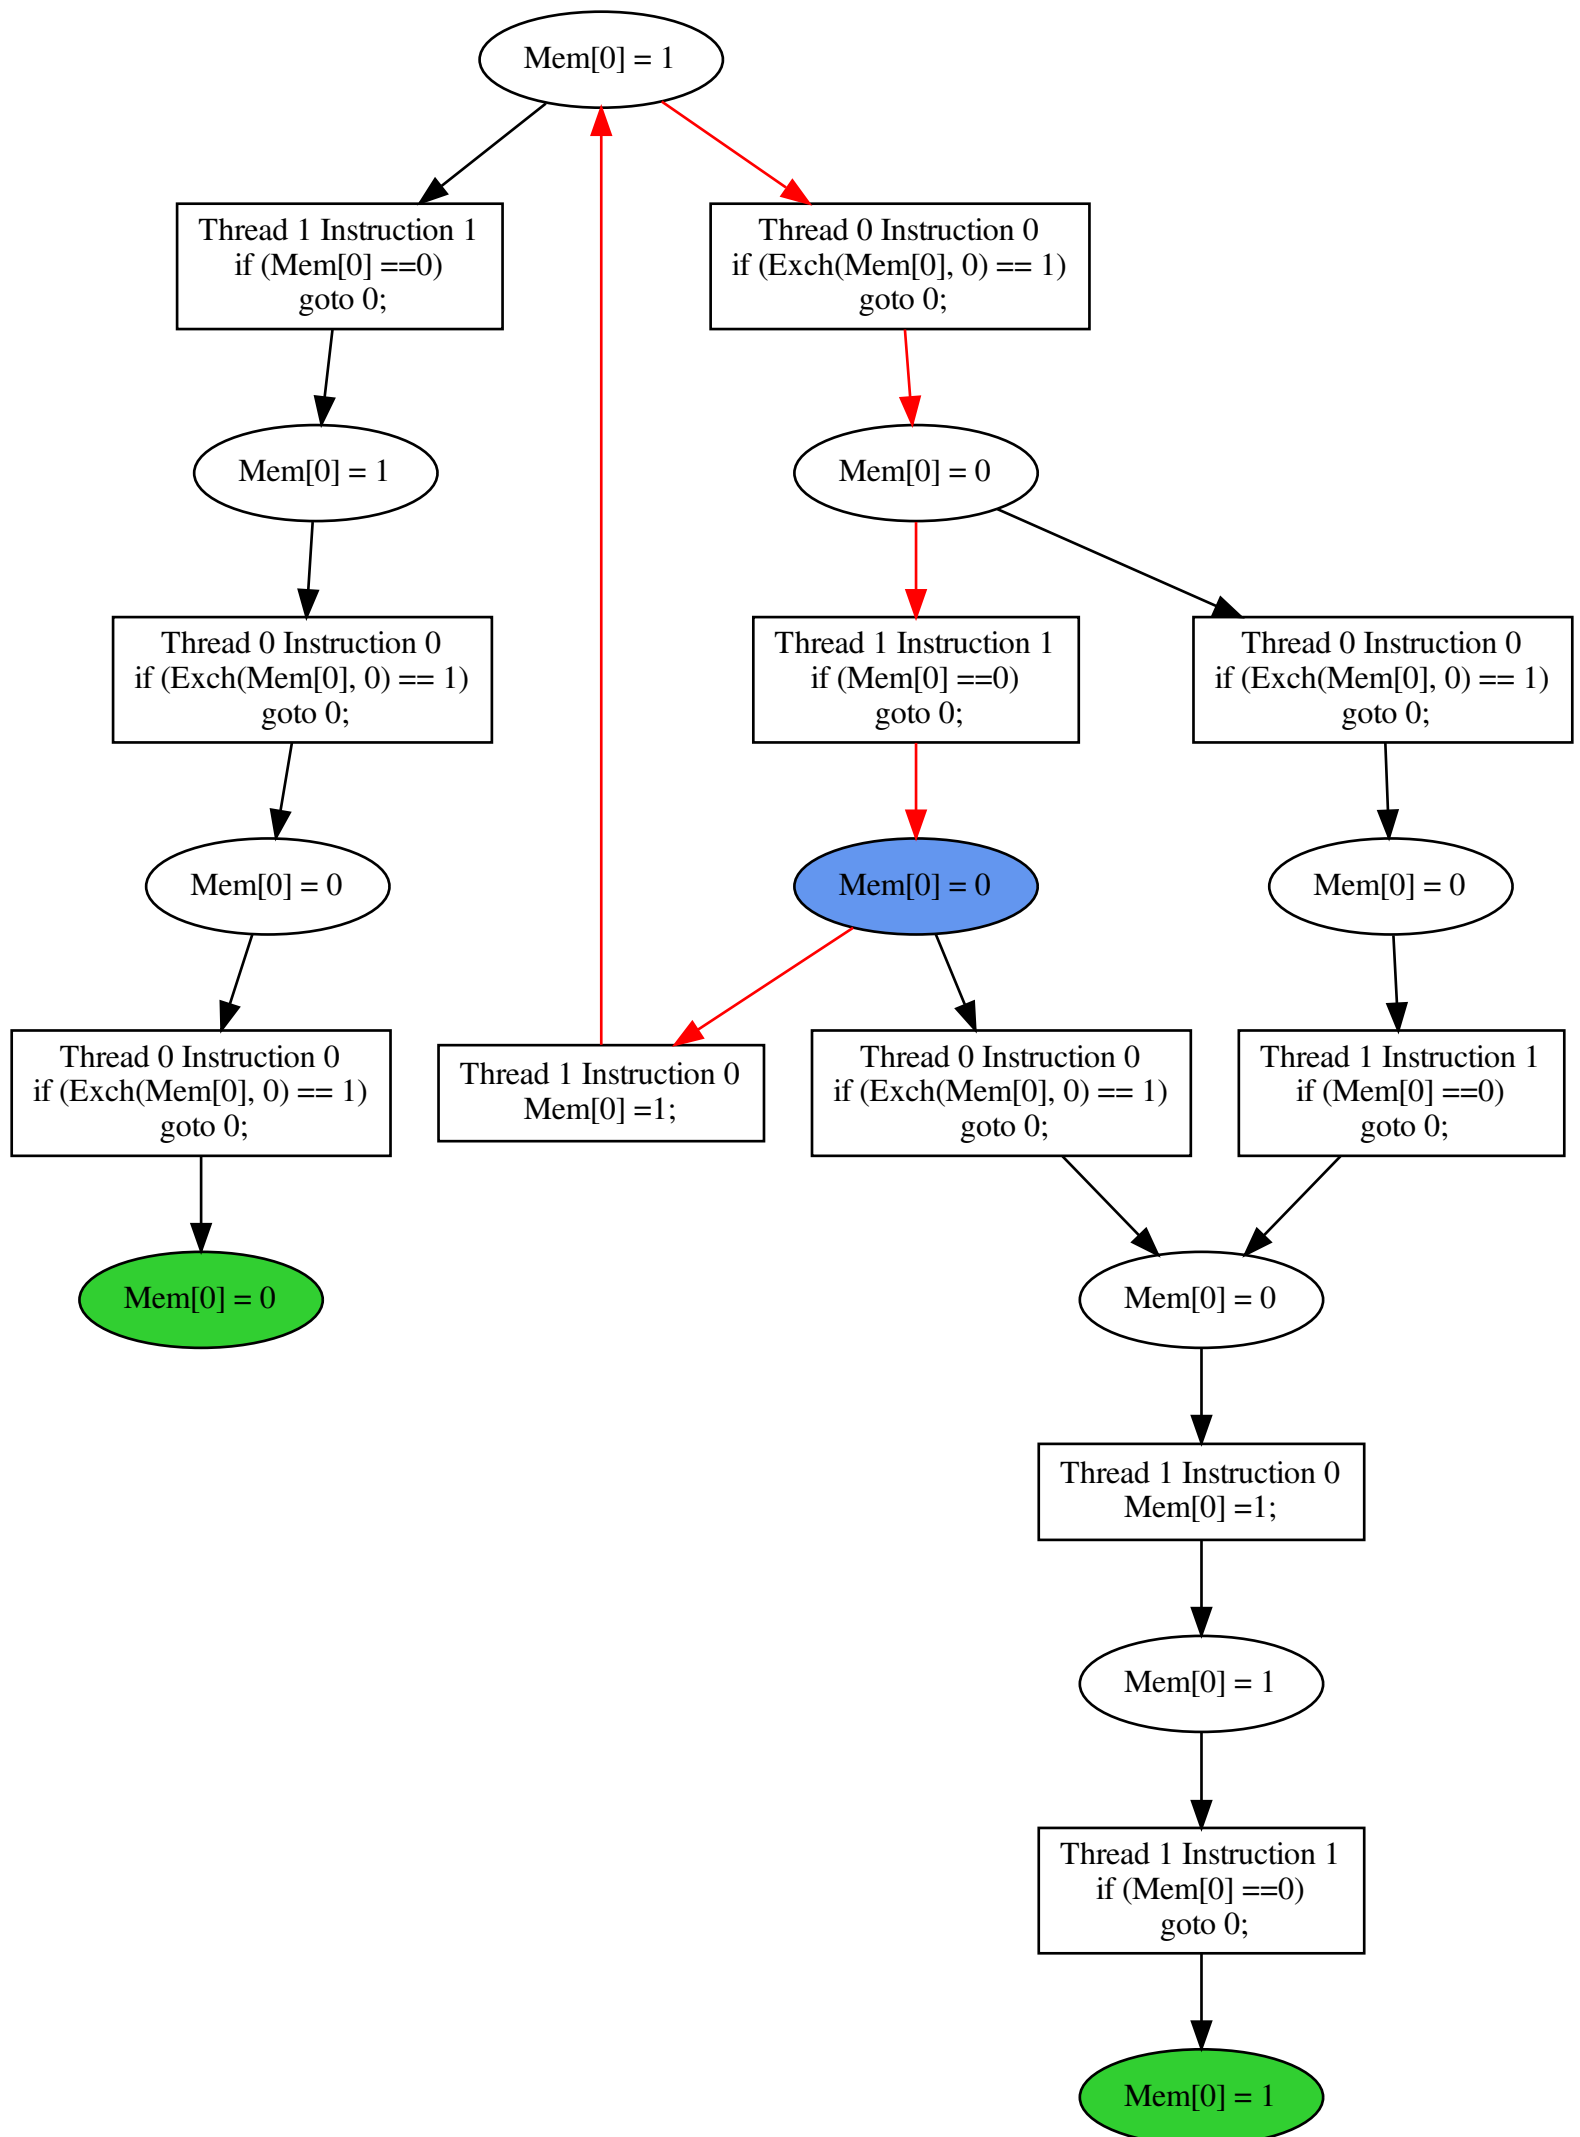 Mem[0] = 1
Thread 1 Instruction 1
if (Mem[0] ==0)
goto 0;
Thread 0 Instruction 0
if (Exch(Mem[0], 0) == 1)
goto 0;
Mem[0] = 1
Mem[0] = 0
Thread 0 Instruction 0
if (Exch(Mem[0], 0) == 1)
goto 0;
Thread 1 Instruction 1
if (Mem[0] ==0)
goto 0;
Thread 0 Instruction 0
if (Exch(Mem[0], 0) == 1)
goto 0;
Mem[0] = 0
Mem[0] = 0
Mem[0] = 0
Thread 0 Instruction 0
if (Exch(Mem[0], 0) == 1)
goto 0;
Thread 1 Instruction 0
Mem[0] =1;
Thread 0 Instruction 0
if (Exch(Mem[0], 0) == 1)
goto 0;
Thread 1 Instruction 1
if (Mem[0] ==0)
goto 0;
Mem[0] = 0
Mem[0] = 0
Thread 1 Instruction 0
Mem[0] =1;
Mem[0] = 1
Thread 1 Instruction 1
if (Mem[0] ==0)
goto 0;
Mem[0] = 1